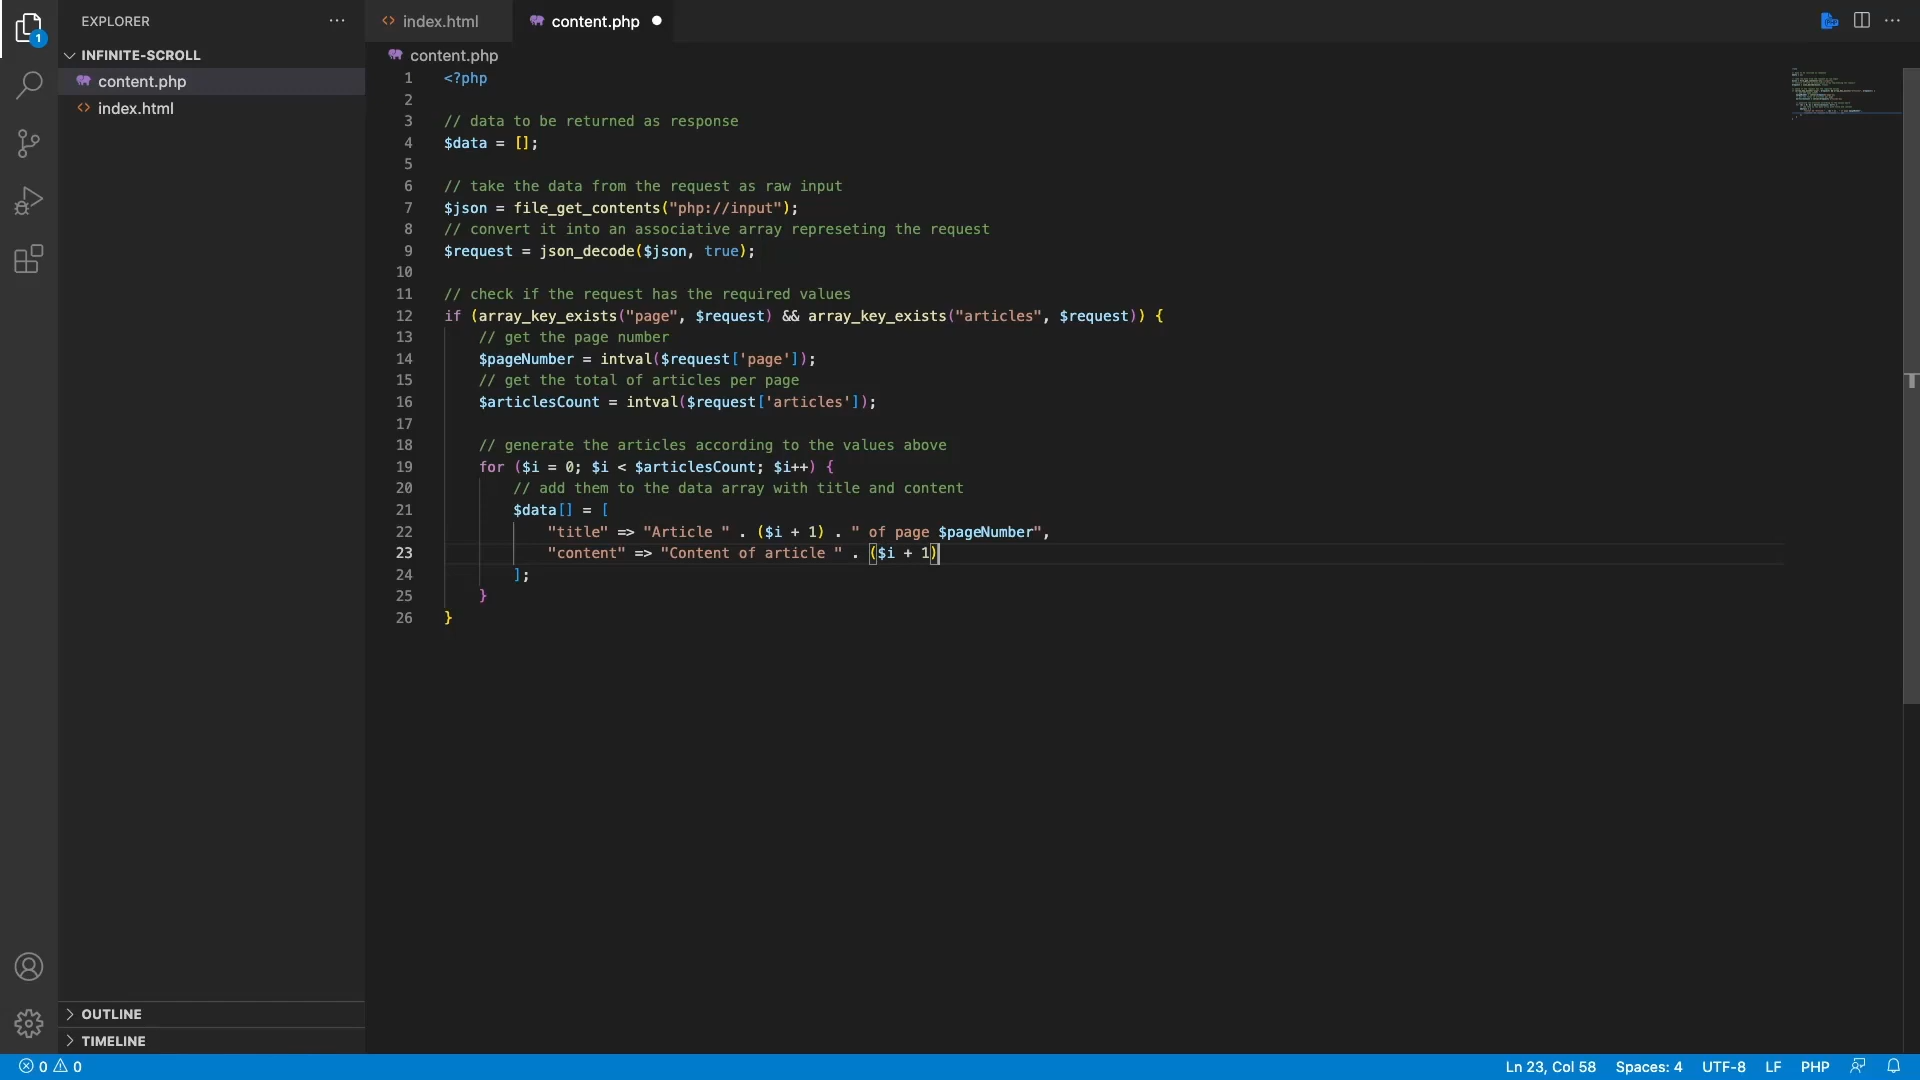 EXPLORER
index.html
content.php
1
INFINITE-SCROLL
content.php
content.php
index.html
1 <?php
2
3 // data to be returned as response
4 $data = [];
5
6 // take the data from the request as raw input
7 $json = file_get_contents("php://input");
8 // convert it into an associative array represeting the request
9 $request = json_decode($json, true);
10
11 // check if the request has the required values
12 if (array_key_exists("page", $request) && array_key_exists("articles", $request)) {
13 // get the page number
14 $pageNumber = intval($request['page']);
15 // get the total of articles per page
16 $articlesCount = intval($request['articles']);
17
18 // generate the articles according to the values above
19 for ($i = 0; $i < $articlesCount; $i++) {
20 // add them to the data array with title and content
21 $data[] = [
22 "title" => "Article " . ($i + 1) . " of page $pageNumber",
23 "content" => "Content of article " . ($i + 1)
24 ];
25 }
26 }
OUTLINE
TIMELINE
0 0
Ln 23, Col 58 Spaces: 4 UTF-8 LF PHP